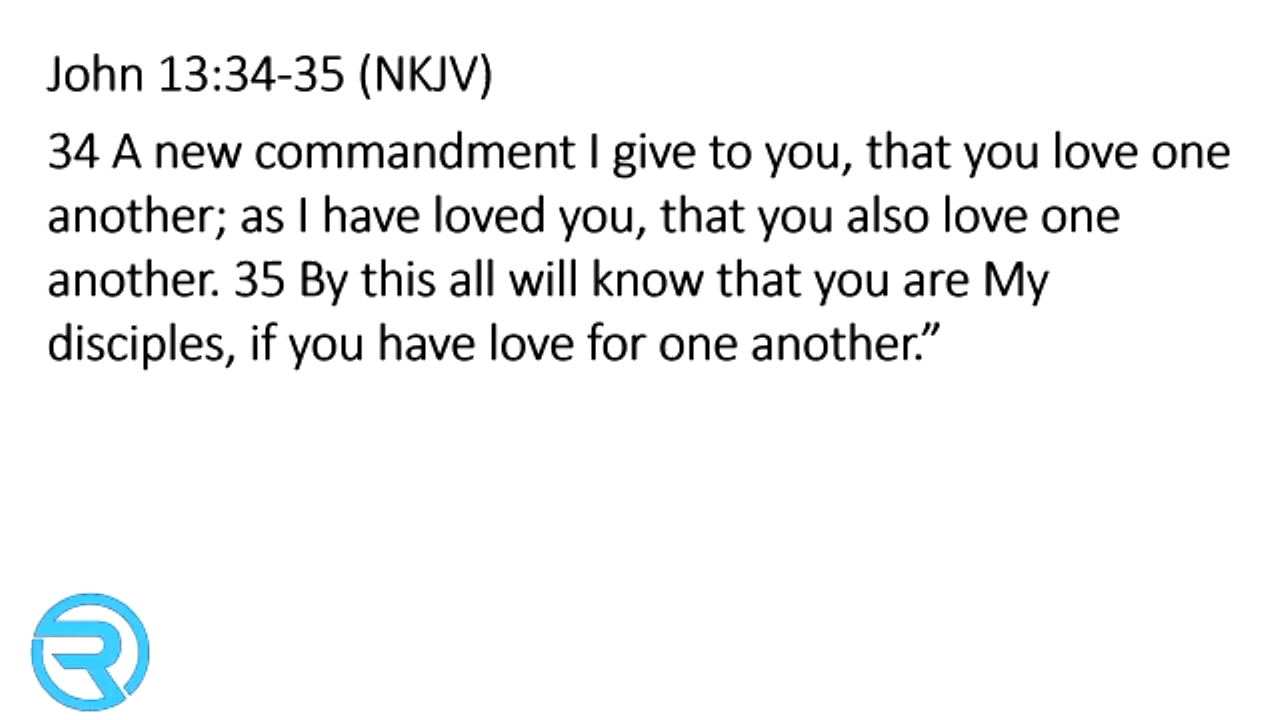 John 13:34-35 (NKJV)
34 A new commandment I give to you, that you love one
another; as I have loved you, that you also love one
another. 35 By this all will know that you are My
disciples, if you have love for one another.”
R